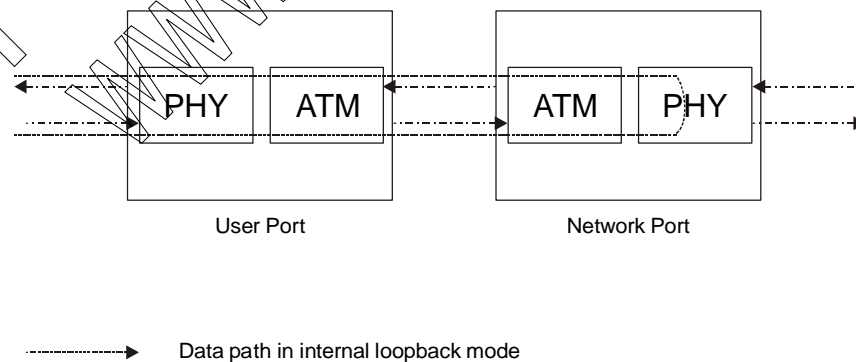 PHY ATM ATM PHY
User Port Network Port
Data path in internal loopback mode